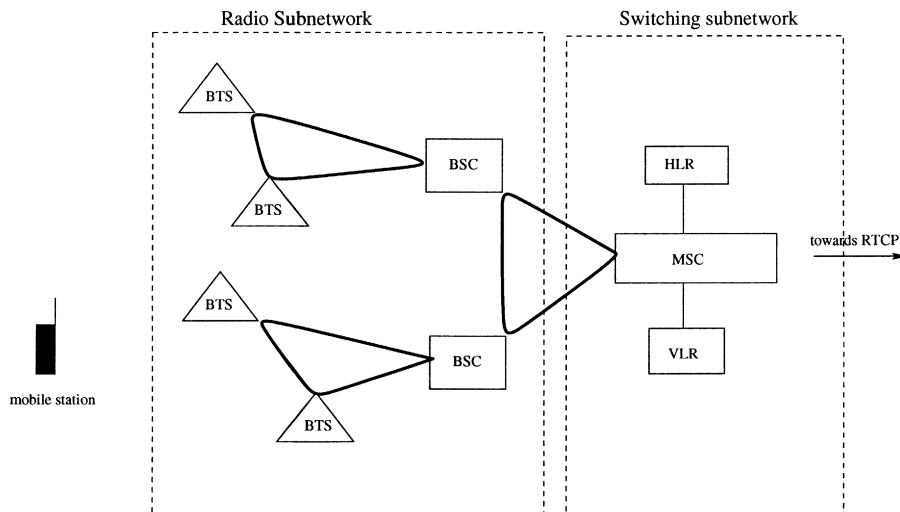 Radio Subnetwork
Switching subnetwork
BTS
BTS
BSC
HLR
MSC
towards RTCP
BTS
BTS
BSC
VLR
mobile station